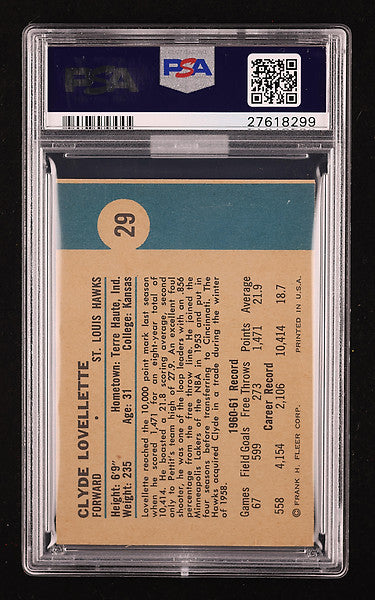 PSA
PSA
27618299
29
CLYDE LOVELLETTE
FORWARD • ST. LOUIS HAWKS
Height: 6'9" Hometown: Terre Haute, Ind.
Weight: 235 Age: 31 College: Kansas
Lovellette reached the 10,000 point mark last season
when he scored 1,471 for an eight-year total of
10,414. He boasted a 21.8 scoring average, second
only to Pettit's team high of 27.9. An excellent foul
shooter, he was one of the loop leaders with an .856
percentage from the free throw line. He joined the
Minneapolis Lakers of the NBA in 1953 and put in
four seasons before transferring to Cincinnati. The
Hawks acquired Clyde in a trade during the winter
of 1958.
1960-61 Record
Games Field Goals Free Throws Points Average
67 599 273 1,471 21.9
Career Record
558 4,154 2,106 10,414 18.7
© FRANK H. FLEER CORP. PRINTED IN U.S.A.